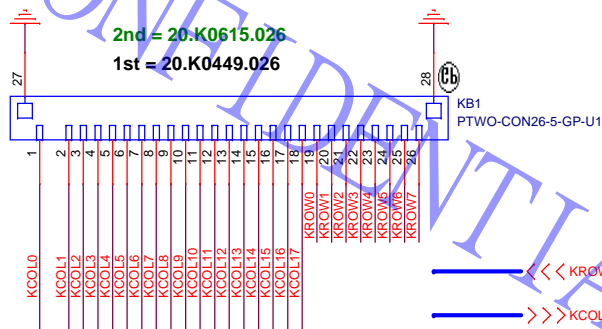 2nd = 20.K0615.026
1st = 20.K0449.026
27
28
KB1
PTWO-CON26-5-GP-U1
1 2 3 4 5 6 7 8 9 10 11 12 13 14 15 16 17 18 19 20 21 22 23 24 25 26
KROW0 KROW1 KROW2 KROW3 KROW4 KROW5 KROW6 KROW7
KCOL0 KCOL1 KCOL2 KCOL3 KCOL4 KCOL5 KCOL6 KCOL7 KCOL8 KCOL9 KCOL10 KCOL11 KCOL12 KCOL13 KCOL14 KCOL15 KCOL16 KCOL17
KROW
KCOL
ONFIDENTIA